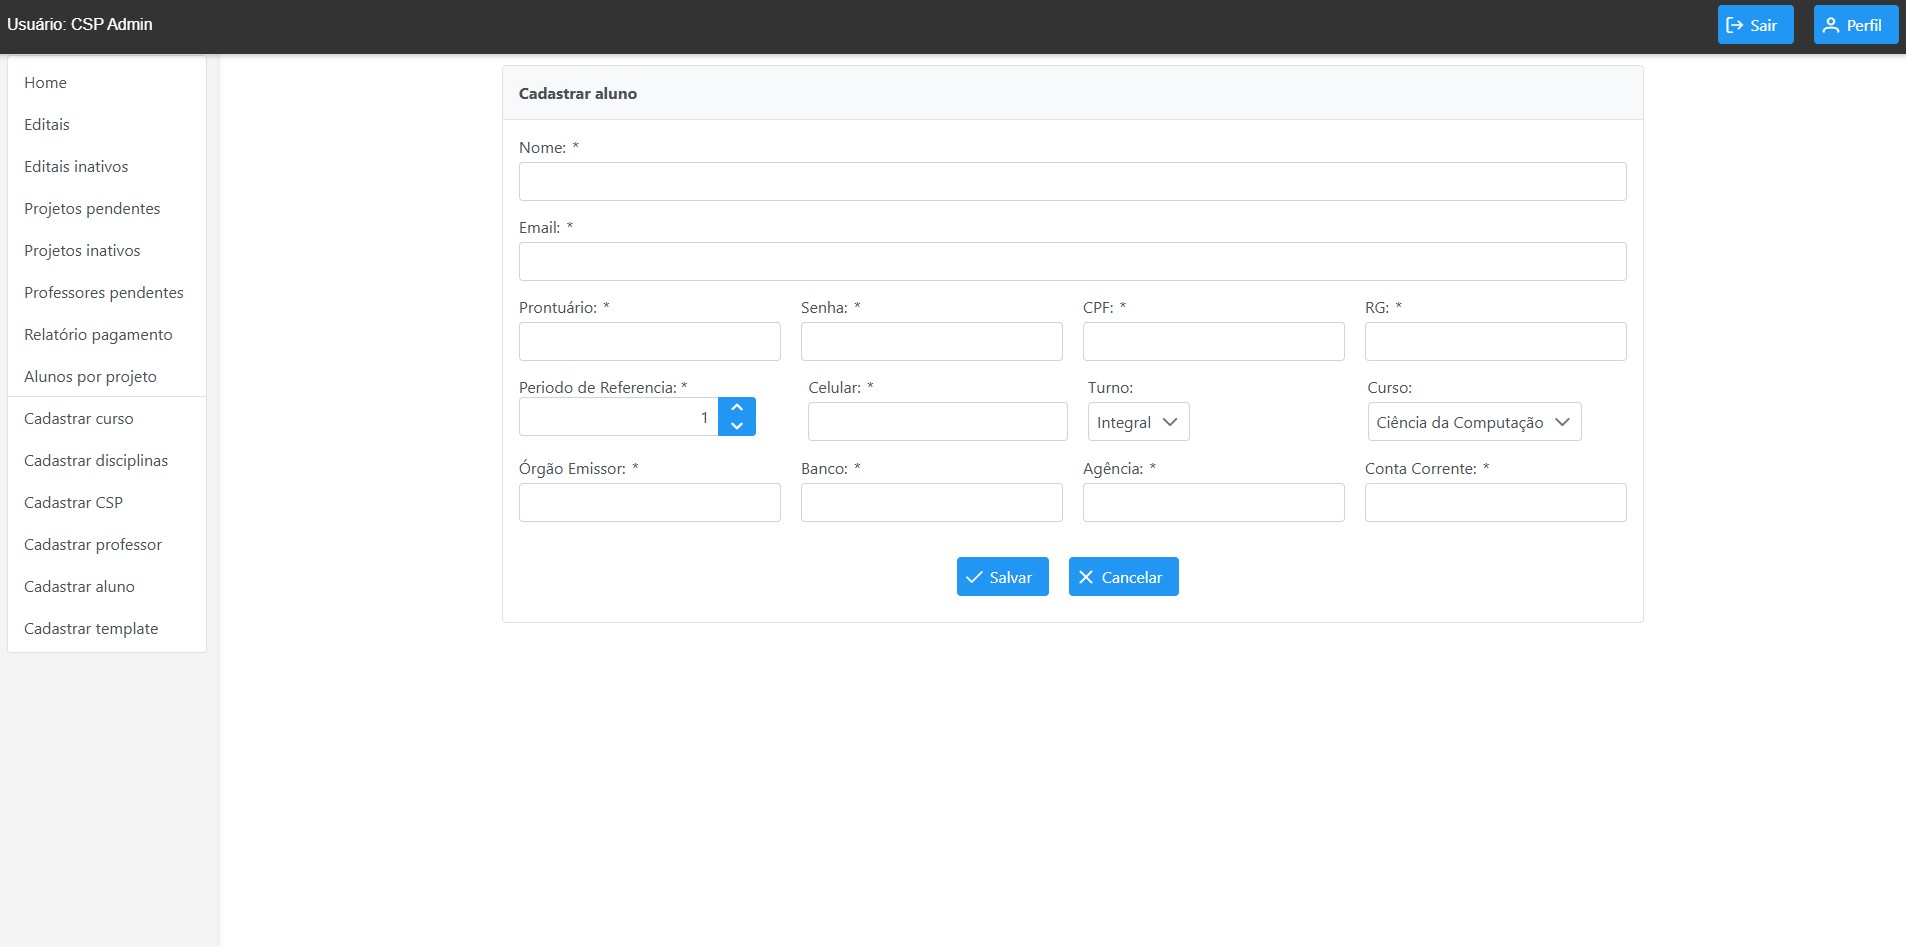 Usuário: CSP Admin
Sair
Perfil
Home
Editais
Editais inativos
Projetos pendentes
Projetos inativos
Professores pendentes
Relatório pagamento
Alunos por projeto
Cadastrar curso
Cadastrar disciplinas
Cadastrar CSP
Cadastrar professor
Cadastrar aluno
Cadastrar template
Cadastrar aluno
Nome: *
Email: *
Prontuário: * Senha: * CPF: * RG: *
Periodo de Referencia: * Celular: * Turno: Curso:
1 Integral Ciência da Computação
Órgão Emissor: * Banco: * Agência: * Conta Corrente: *
Salvar Cancelar